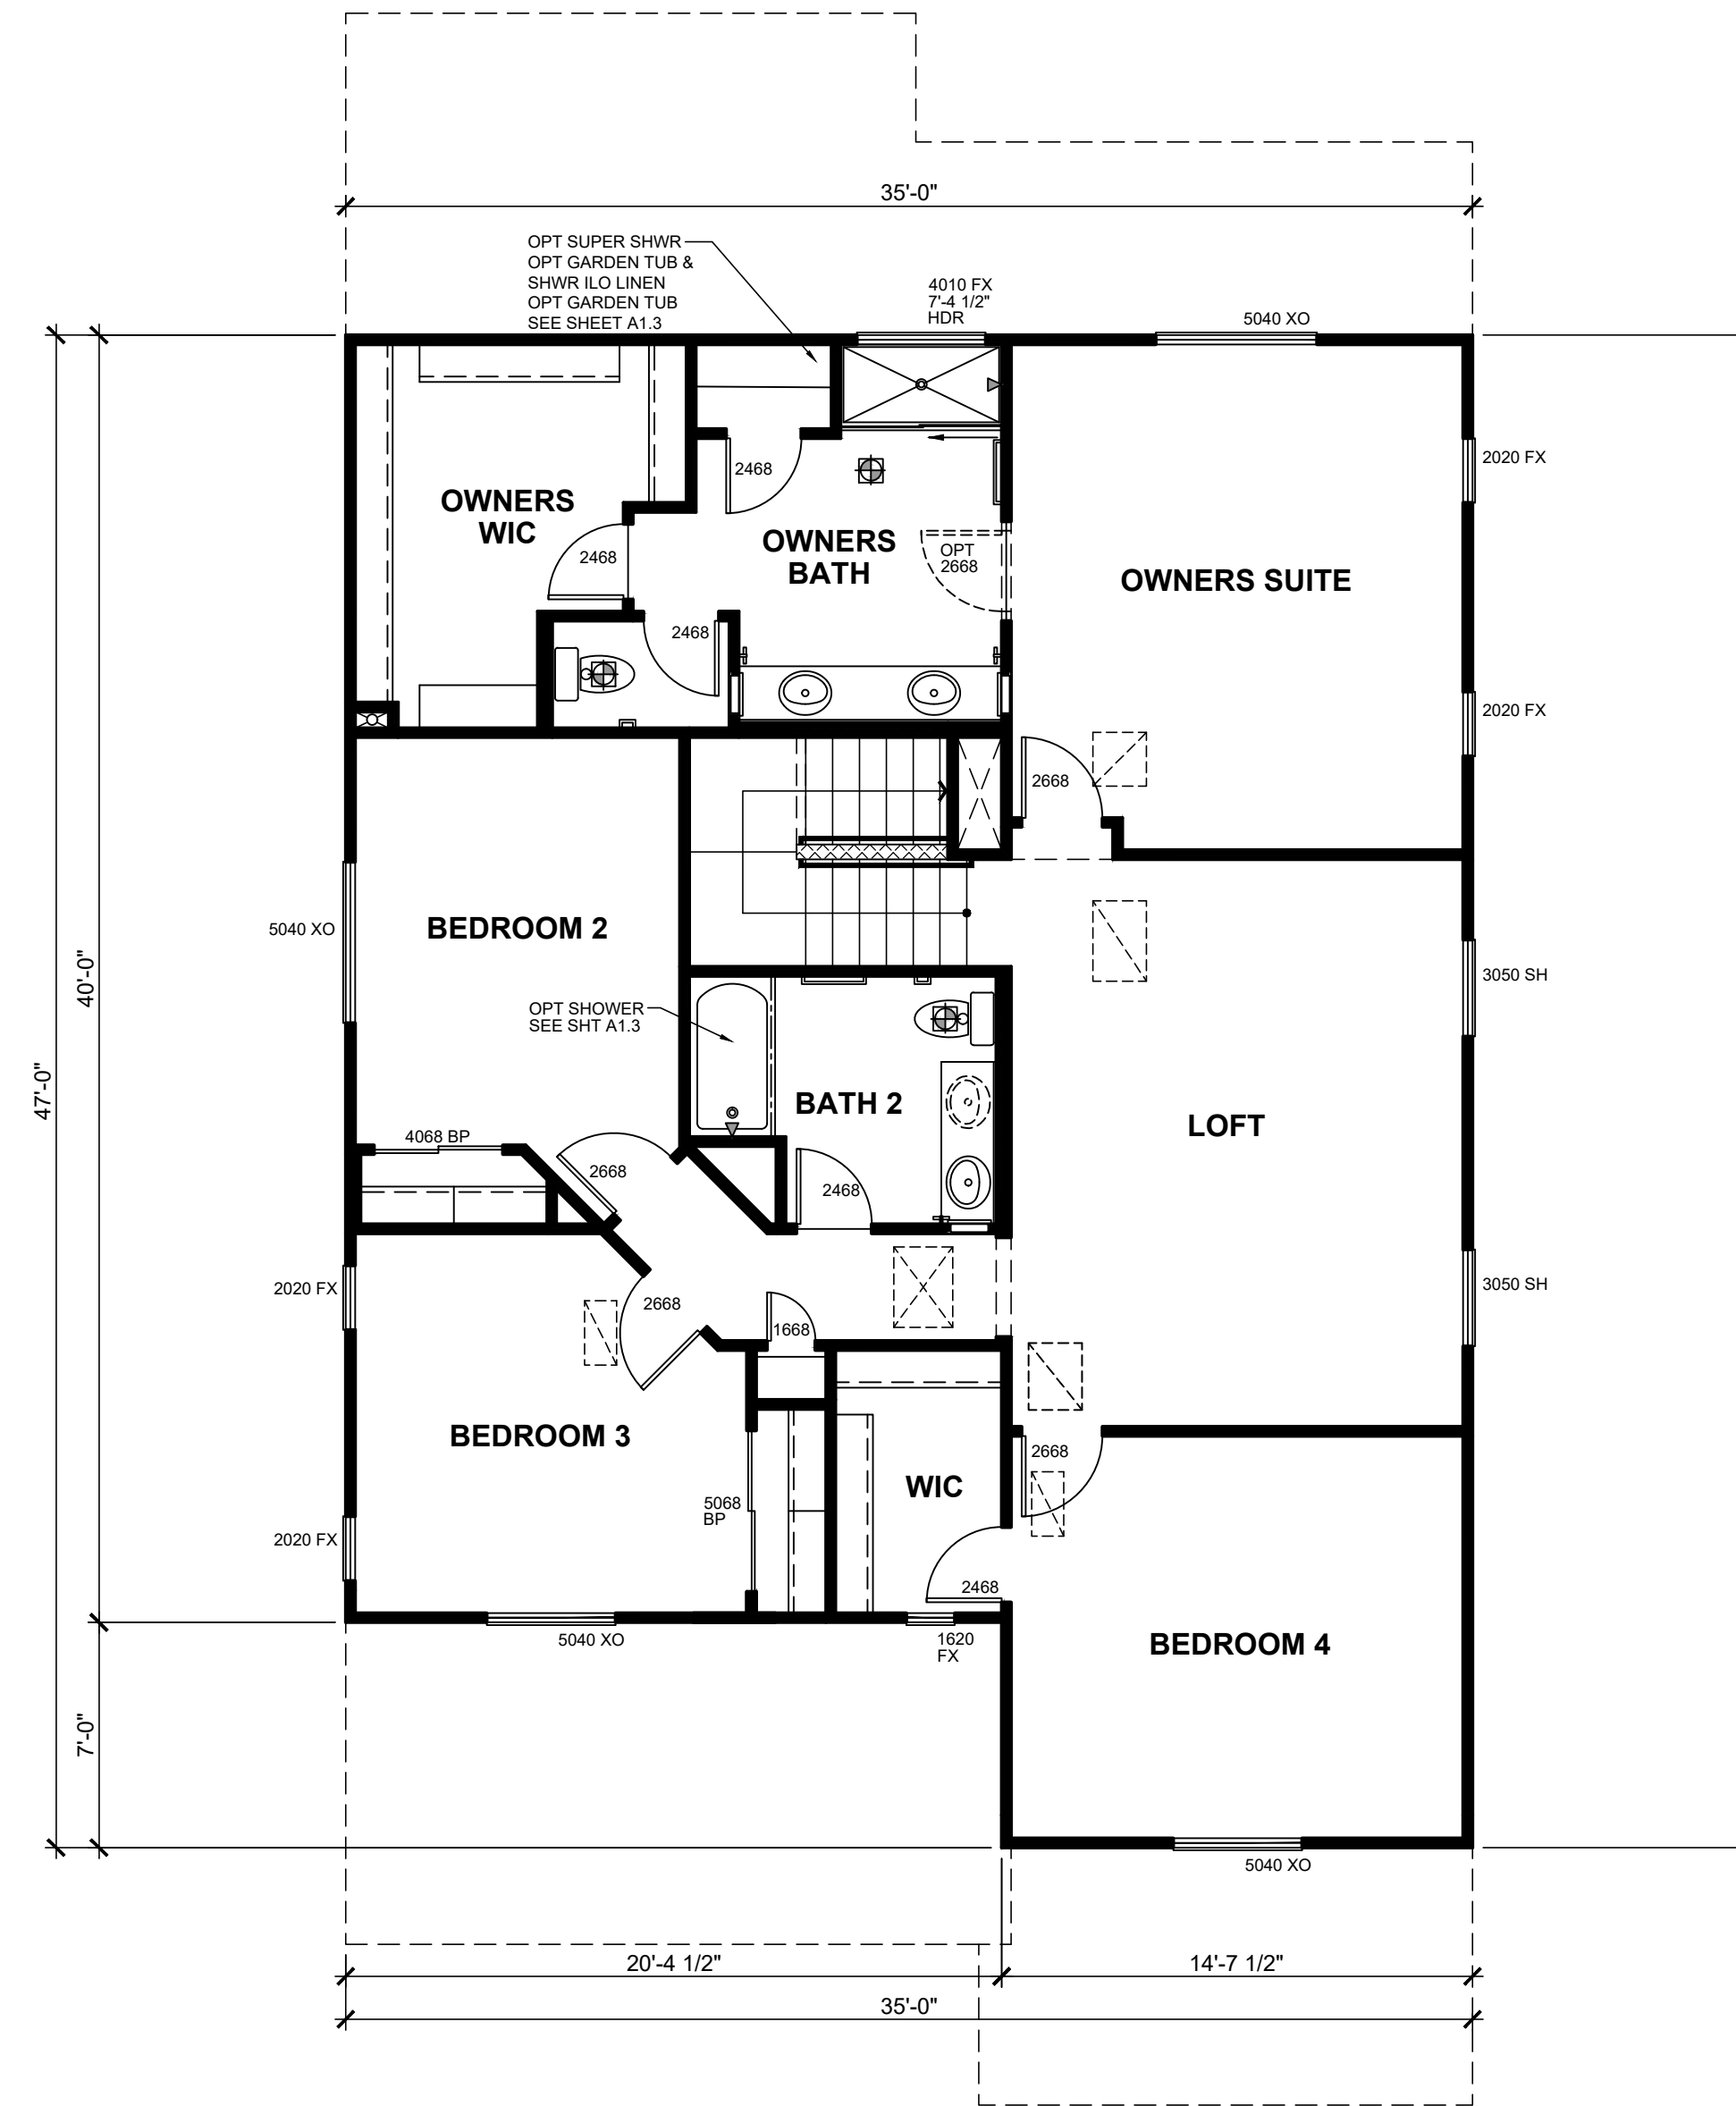 35'-0"
OPT SUPER SHWR
OPT GARDEN TUB &
SHWR ILO LINEN
OPT GARDEN TUB
SEE SHEET A1.3
4010 FX
7'-4 1/2"
HDR
5040 XO
2468
2020 FX
OWNERS
WIC
2468
OWNERS
BATH
OPT
2668
OWNERS SUITE
2468
2020 FX
2668
5040 XO
BEDROOM 2
40'-0"
47'-0"
3050 SH
OPT SHOWER
SEE SHT A1.3
BATH 2
LOFT
4068 BP
2668
2468
2020 FX
2668
3050 SH
1668
BEDROOM 3
2668
WIC
5068
BP
2020 FX
2468
5040 XO
1620
FX
BEDROOM 4
7'-0"
5040 XO
20'-4 1/2"
14'-7 1/2"
35'-0"